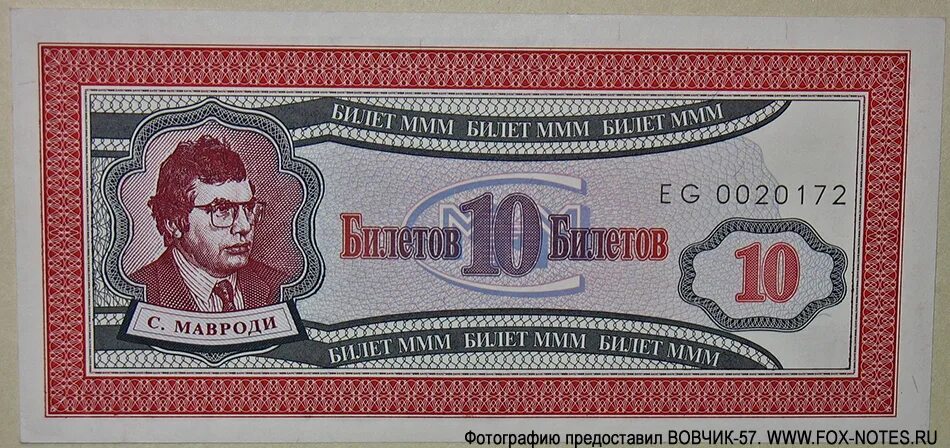 БИЛЕТ МММ БИЛЕТ МММ БИЛЕТ МММ
EG 0020172
Билетов 10 Билетов
ММ
10
С. МАВРОДИ
БИЛЕТ МММ БИЛЕТ МММ БИЛЕТ МММ
Фотографию предоставил ВОВЧИК-57. WWW.FOX-NOTES.RU